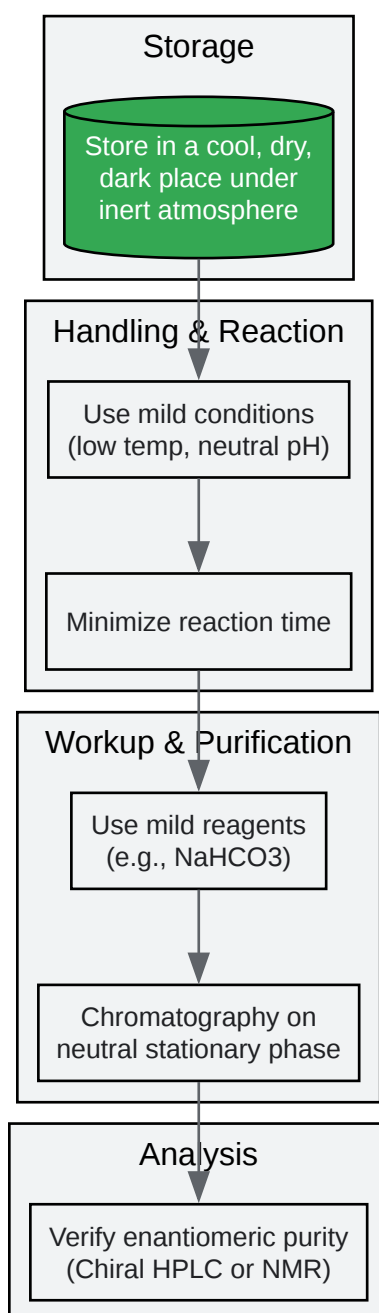 Storage
Store in a cool, dry,
dark place under
inert atmosphere
Handling & Reaction
Use mild conditions
(low temp, neutral pH)
Minimize reaction time
Workup & Purification
Use mild reagents
(e.g., NaHCO3)
Chromatography on
neutral stationary phase
Analysis
Verify enantiomeric purity
(Chiral HPLC or NMR)